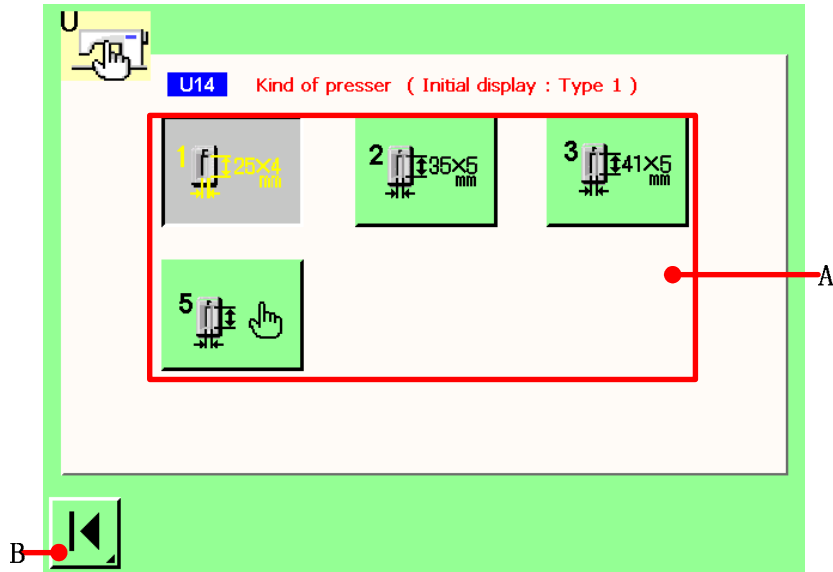 U
U14 Kind of presser ( Initial display : Type 1 )
1 25×4 mm
2 35×5 mm
3 41×5 mm
A
5
B